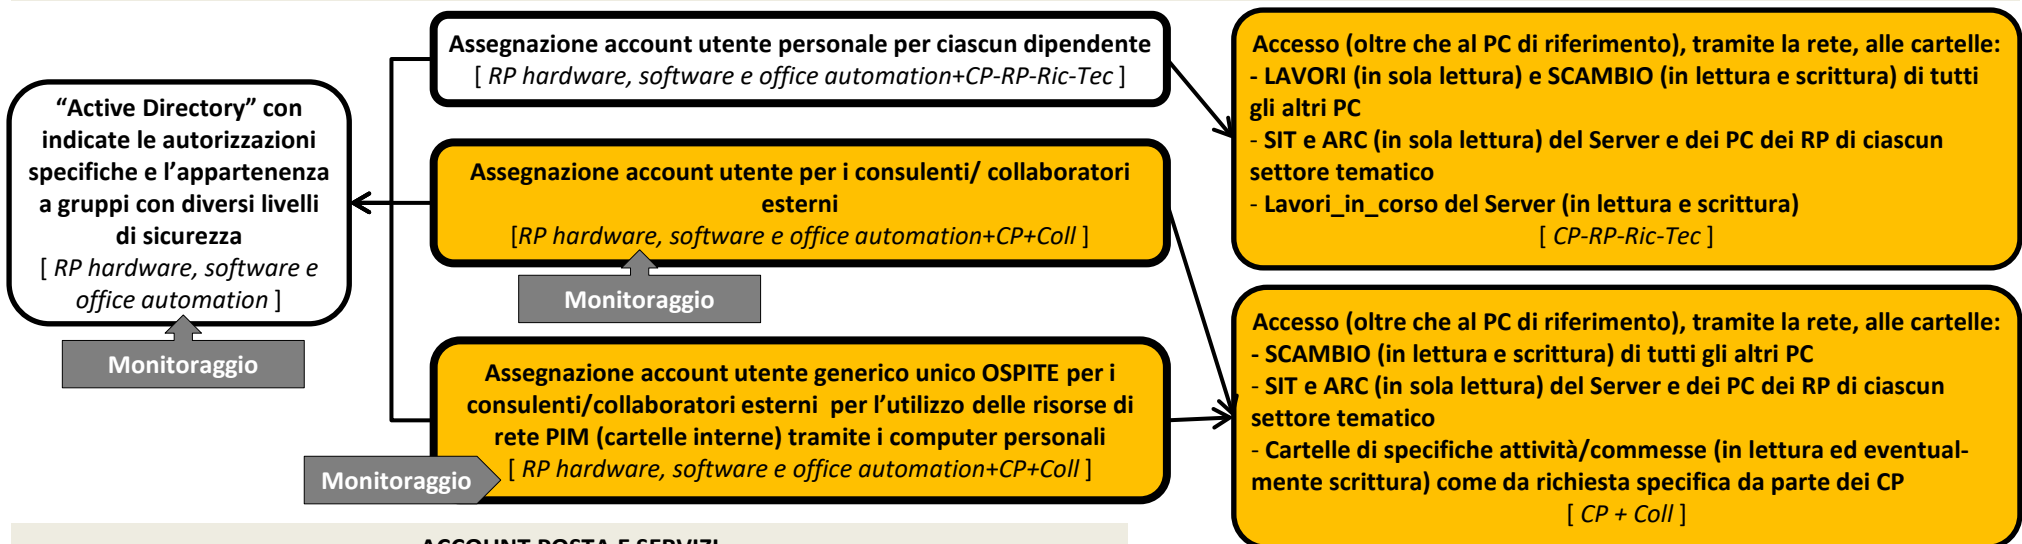 “Active Directory” con
indicate le autorizzazioni
specifiche e l’appartenenza
a gruppi con diversi livelli
di sicurezza
[ RP hardware, software e
office automation ]
Monitoraggio
Assegnazione account utente personale per ciascun dipendente
[ RP hardware, software e office automation+CP-RP-Ric-Tec ]
Assegnazione account utente per i consulenti/ collaboratori
esterni
[RP hardware, software e office automation+CP+Coll ]
Monitoraggio
Assegnazione account utente generico unico OSPITE per i
consulenti/collaboratori esterni per l’utilizzo delle risorse di
rete PIM (cartelle interne) tramite i computer personali
[ RP hardware, software e office automation+CP+Coll ]
Monitoraggio
Accesso (oltre che al PC di riferimento), tramite la rete, alle cartelle:
- LAVORI (in sola lettura) e SCAMBIO (in lettura e scrittura) di tutti
gli altri PC
- SIT e ARC (in sola lettura) del Server e dei PC dei RP di ciascun
settore tematico
- Lavori_in_corso del Server (in lettura e scrittura)
[ CP-RP-Ric-Tec ]
Accesso (oltre che al PC di riferimento), tramite la rete, alle cartelle:
- SCAMBIO (in lettura e scrittura) di tutti gli altri PC
- SIT e ARC (in sola lettura) del Server e dei PC dei RP di ciascun
settore tematico
- Cartelle di specifiche attività/commesse (in lettura ed eventual-
mente scrittura) come da richiesta specifica da parte dei CP
[ CP + Coll ]
ACCOUNT POSTA E SERVIZI